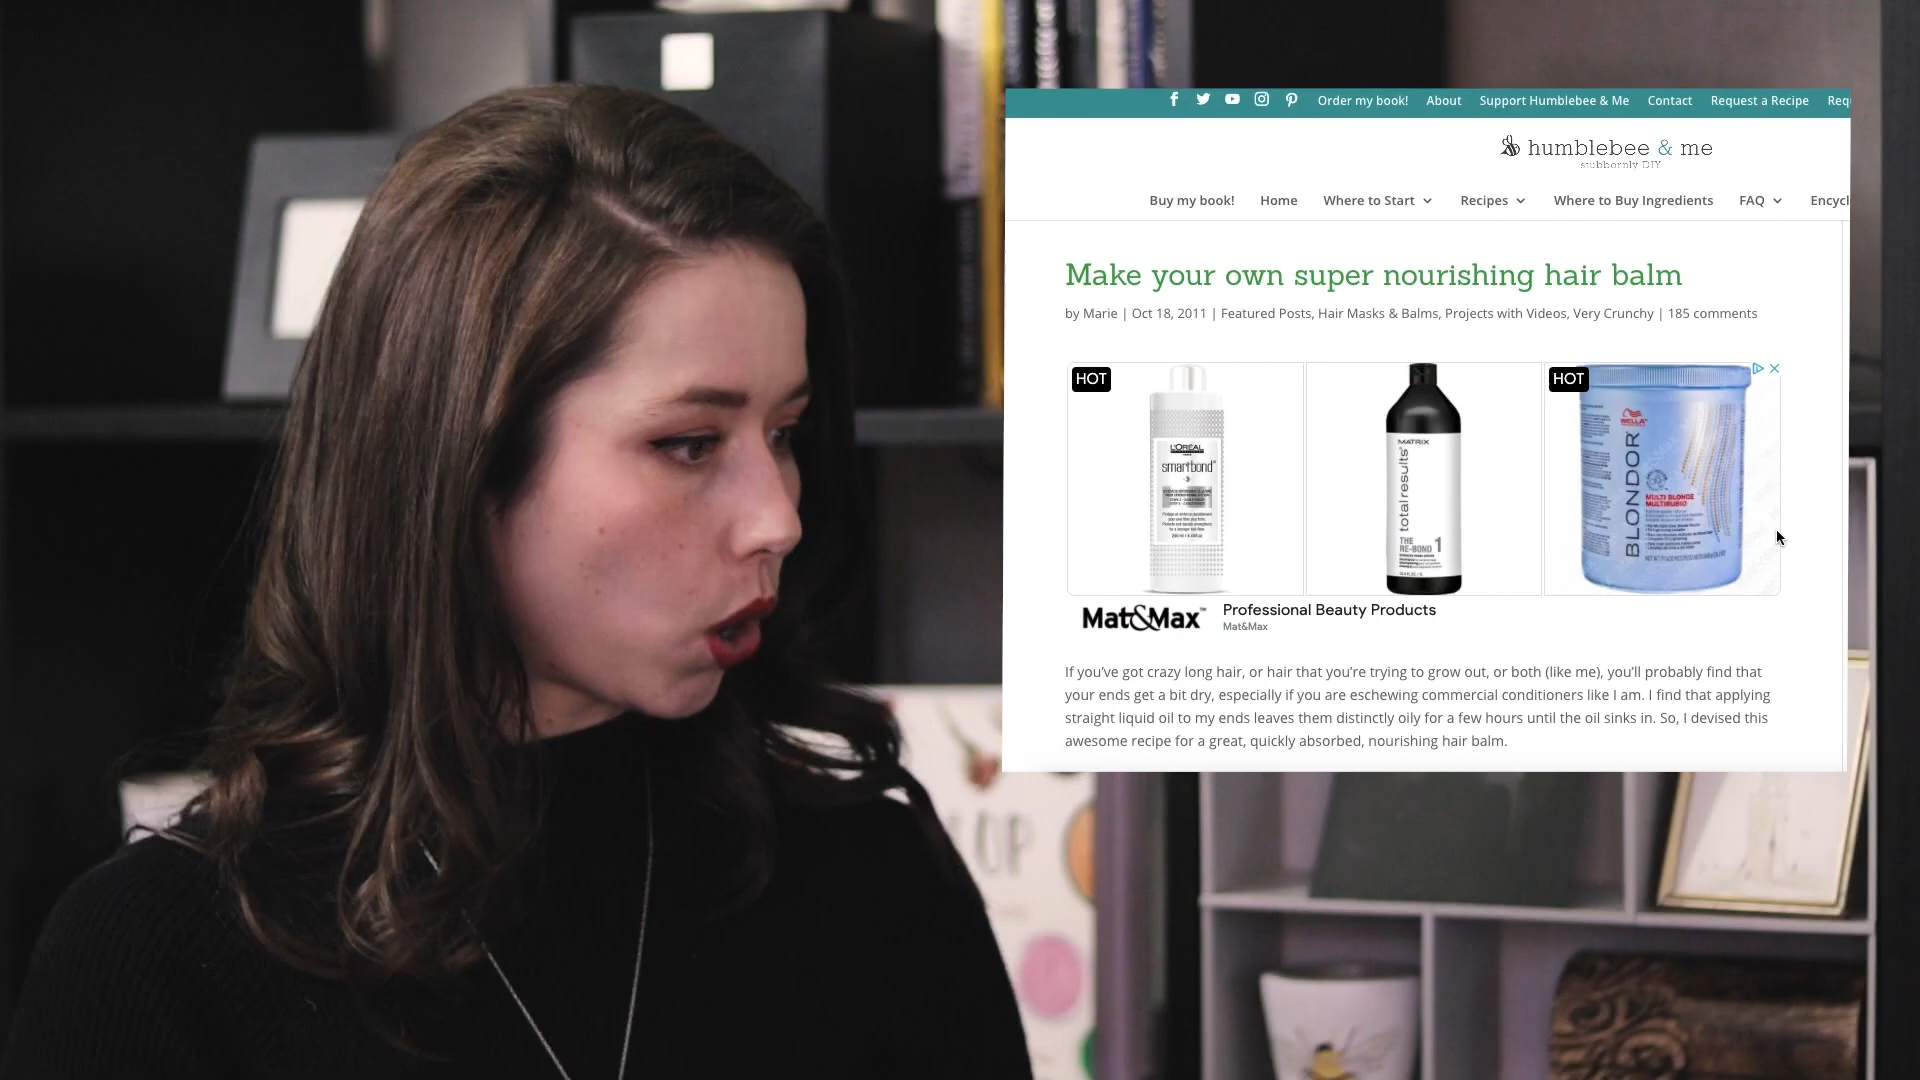 Order my book! About Support Humblebee & Me Contact Request a Recipe Req
humblebee & me
stubbornly DIY
Buy my book! Home Where to Start Recipes Where to Buy Ingredients FAQ Encycl
Make your own super nourishing hair balm
by Marie | Oct 18, 2011 | Featured Posts, Hair Masks & Balms, Projects with Videos, Very Crunchy | 185 comments
HOT
HOT
L'ORÉAL
smartbond
3
MATRIX
total results
THE
RE-BOND 1
WELLA
BLONDOR
MULTI BLONDE
Mat&Max™
Professional Beauty Products
Mat&Max
If you’ve got crazy long hair, or hair that you’re trying to grow out, or both (like me), you’ll probably find that
your ends get a bit dry, especially if you are eschewing commercial conditioners like I am. I find that applying
straight liquid oil to my ends leaves them distinctly oily for a few hours until the oil sinks in. So, I devised this
awesome recipe for a great, quickly absorbed, nourishing hair balm.